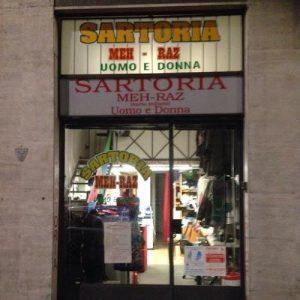 SARTORIA
MEH - RAZ
UOMO E DONNA
SARTORIA
MEH-RAZ
Uomo e Donna
SARTORIA
MEH-RAZ